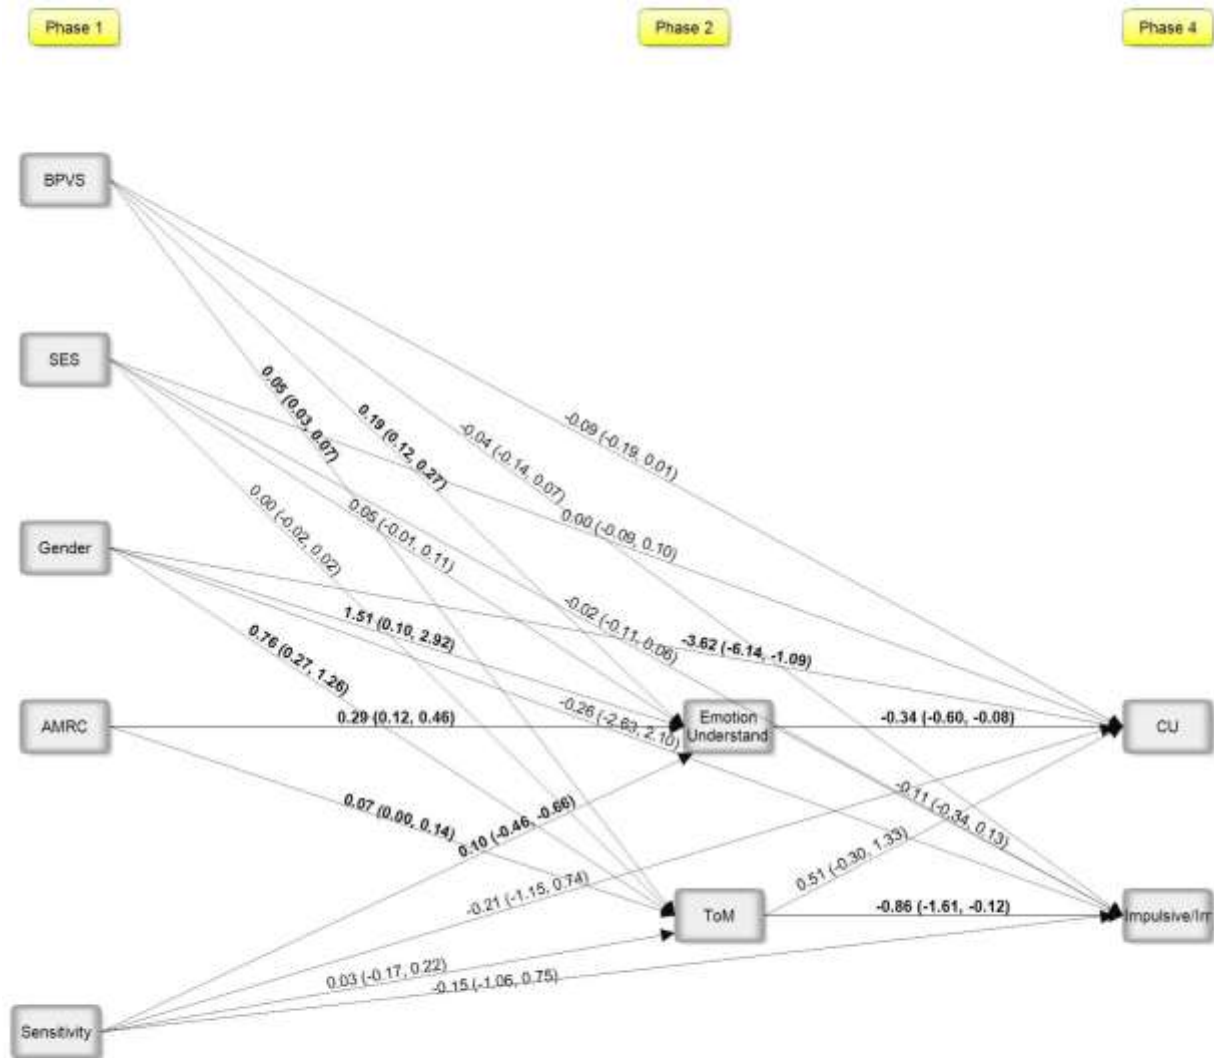 Phase 1
Phase 2
Phase 4
BPVS
SES
0.05 (0.03, 0.07)
0.19 (0.12, 0.27)
-0.04 (-0.14, 0.07)
-0.09 (-0.19, 0.01)
0.00 (-0.02, 0.02)
0.05 (-0.01, 0.11)
0.00 (-0.09, 0.10)
Gender
1.51 (0.10, 2.92)
-0.02 (-0.11, 0.06)
-3.62 (-6.14, -1.09)
0.76 (0.27, 1.26)
AMRC
0.29 (0.12, 0.46)
-0.26 (-2.63, 2.10)
Emotion
Understand
-0.34 (-0.60, -0.08)
CU
0.07 (0.00, 0.14)
0.10 (-0.46, -0.66)
-0.11 (-0.34, 0.13)
-0.21 (-1.15, 0.74)
0.51 (-0.30, 1.33)
ToM
-0.86 (-1.61, -0.12)
Impulsive/Irr
0.03 (-0.17, 0.22)
-0.15 (-1.06, 0.75)
Sensitivity